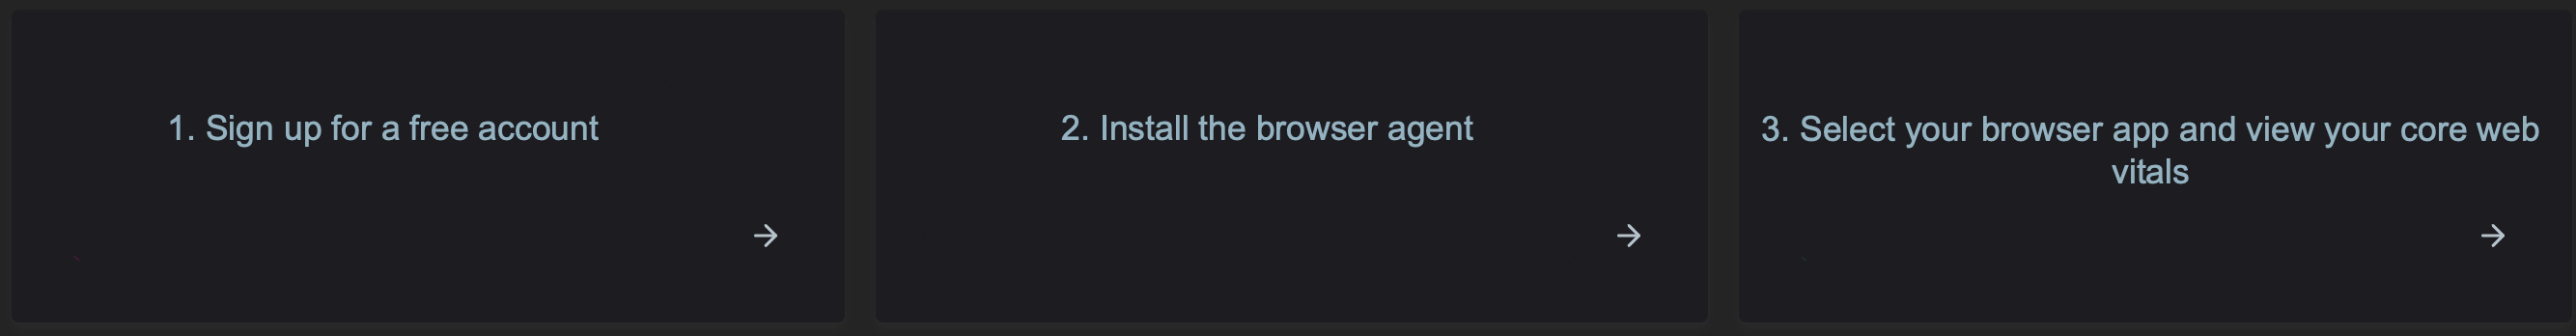 1. Sign up for a free account
2. Install the browser agent
3. Select your browser app and view your core web
vitals